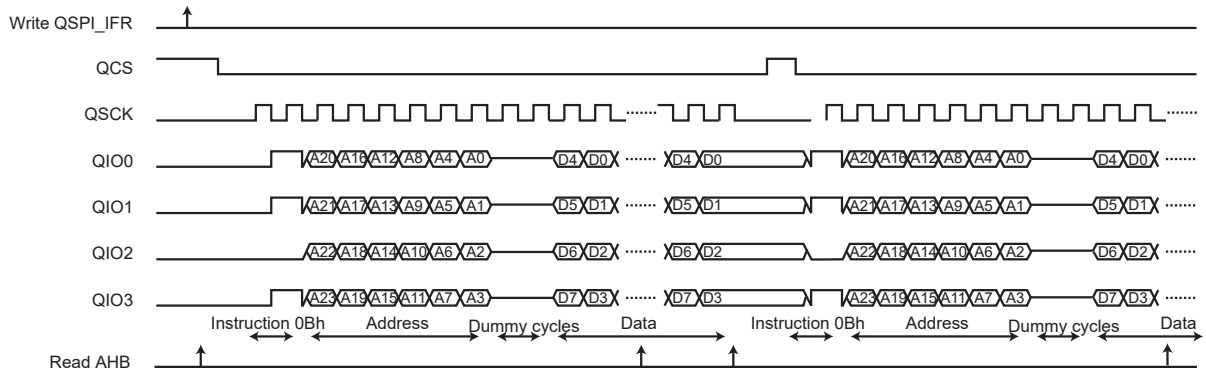 Write QSPI_IFR
QCS
QSCK
QIO0 A20 A16 A12 A8 A4 A0 D4 D0 D4 D0 A20 A16 A12 A8 A4 A0 D4 D0
QIO1 A21 A17 A13 A9 A5 A1 D5 D1 D5 D1 A21 A17 A13 A9 A5 A1 D5 D1
QIO2 A22 A18 A14 A10 A6 A2 D6 D2 D6 D2 A22 A18 A14 A10 A6 A2 D6 D2
QIO3 A23 A19 A15 A11 A7 A3 D7 D3 D7 D3 A23 A19 A15 A11 A7 A3 D7 D3
Instruction 0Bh Address Dummy cycles Data Instruction 0Bh Address Dummy cycles Data
Read AHB